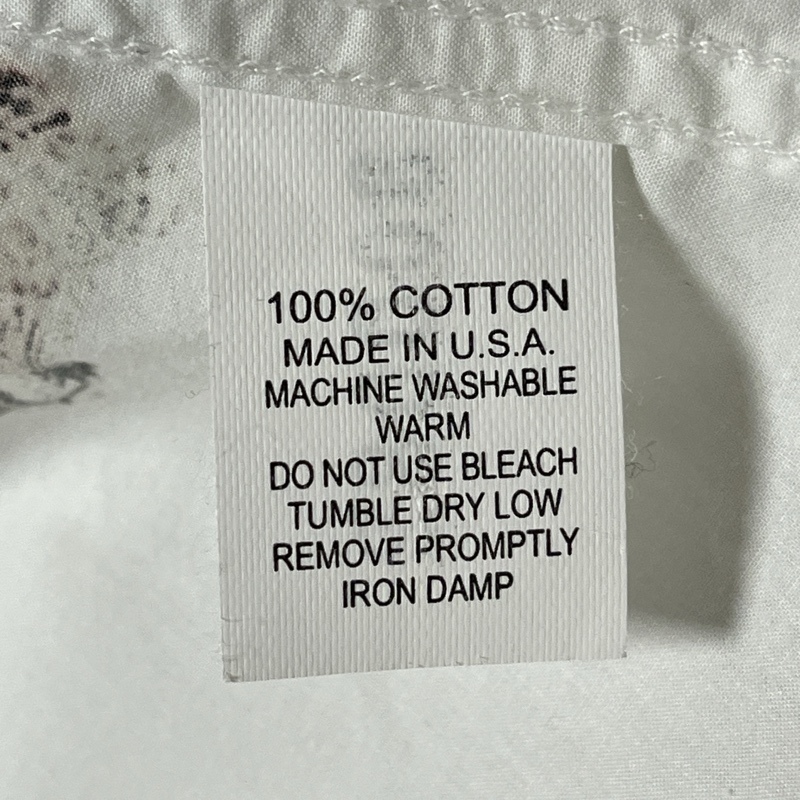 100% COTTON
MADE IN U.S.A.
MACHINE WASHABLE
WARM
DO NOT USE BLEACH
TUMBLE DRY LOW
REMOVE PROMPTLY
IRON DAMP